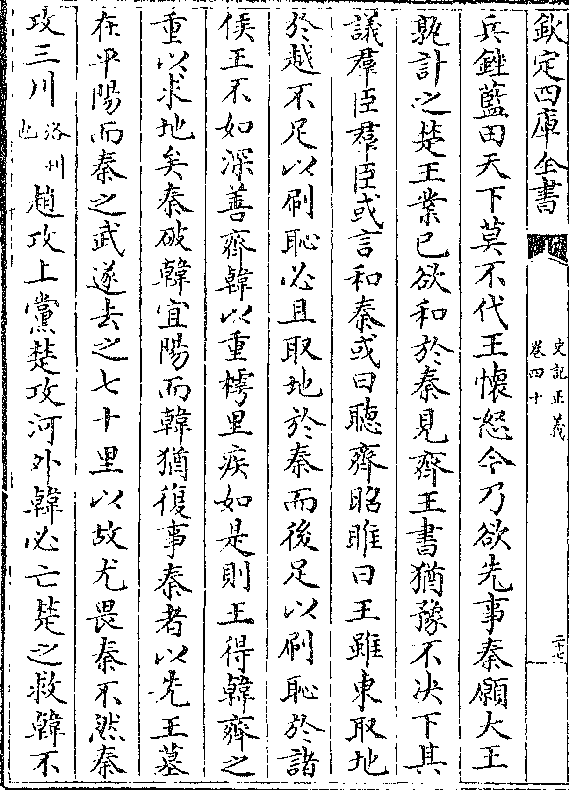 欽定四庫全書
史記正義
卷四十
二十七
兵銼藍田天下莫不代王懷怒今乃欲先事秦願大王
孰計之楚王業已欲和於秦見齊王書猶豫不决下其
議羣臣羣臣或言和秦或曰聽齊昭雎曰王雖東取地
於越不足以刷恥必且取地於秦而後足以刷恥於諸
侯王不如深善齊韓以重樗里疾如是則王得韓齊之
重以求地矣秦破韓宜陽而韓猶復事秦者以先王墓
在平陽而秦之武遂去之七十里以故尤畏秦不然秦
攻三川洛州也趙攻上黨楚攻河外韓必亡楚之救韓不